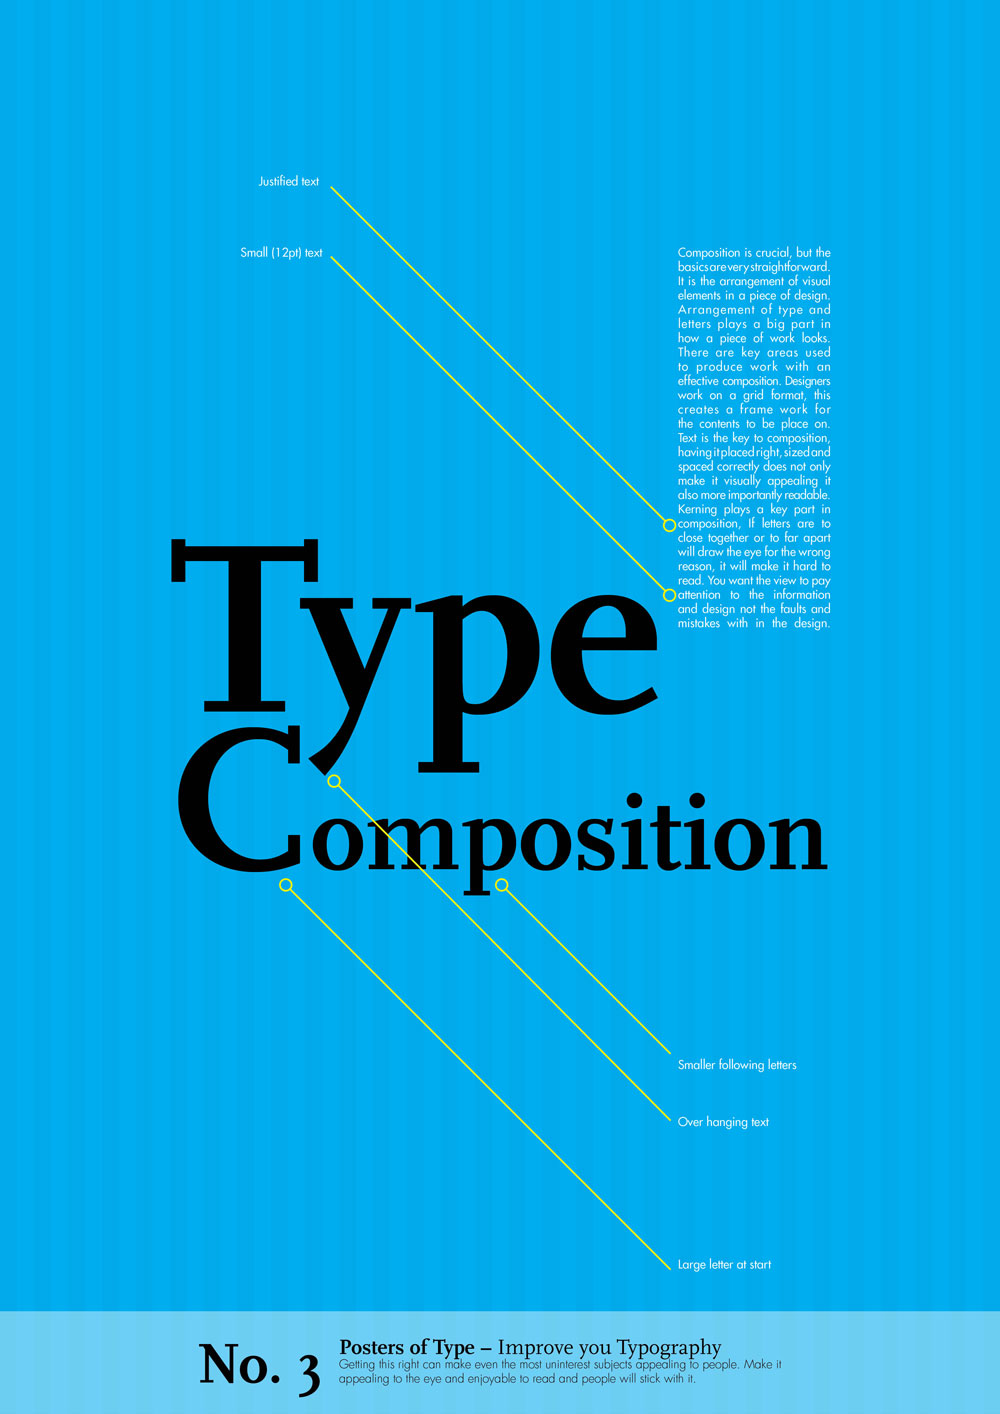 Justified text
Small (12pt) text
Composition is crucial, but the
basics are very straightforward.
It is the arrangement of visual
elements in a piece of design.
Arrangement of type and
letters plays a big part in
how a piece of work looks.
There are key areas used
to produce work with an
effective composition. Designers
work on a grid format, this
creates a frame work for
the contents to be place on.
Text is the key to composition,
having it placed right, sized and
spaced correctly does not only
make it visually appealing it
also more importantly readable.
Kerning plays a key part in
composition, If letters are to
close together or to far apart
will draw the eye for the wrong
reason, it will make it hard to
read. You want the view to pay
attention to the information
and design not the faults and
mistakes with in the design.
Type
Composition
Smaller following letters
Over hanging text
Large letter at start
No. 3
Posters of Type – Improve you Typography
Getting this right can make even the most uninterest subjects appealing to people. Make it
appealing to the eye and enjoyable to read and people will stick with it.